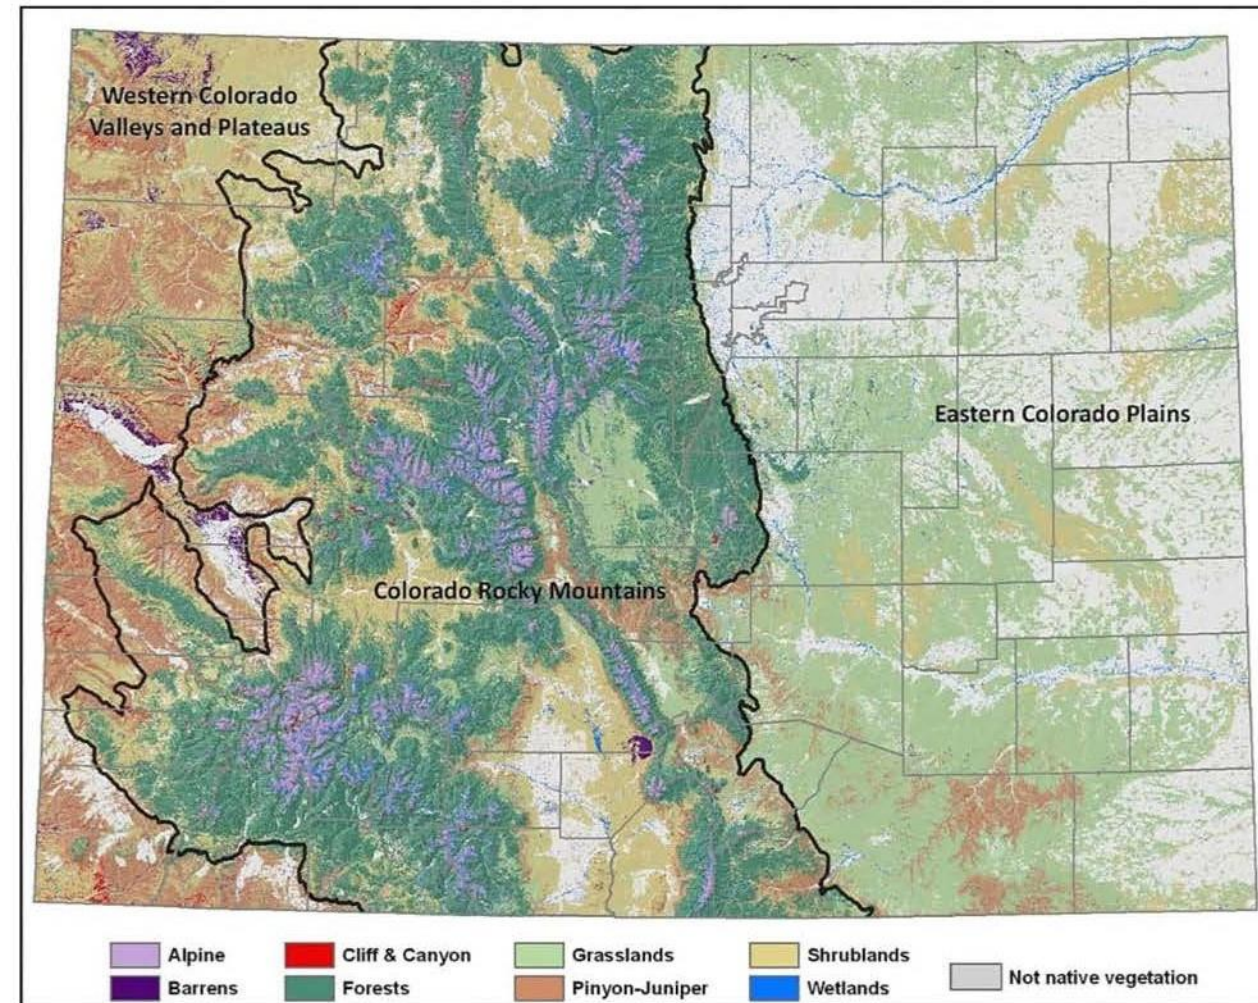 Western Colorado
Valleys and Plateaus
Eastern Colorado Plains
Colorado Rocky Mountains
Alpine
Cliff & Canyon
Grasslands
Shrublands
Not native vegetation
Barrens
Forests
Pinyon-Juniper
Wetlands